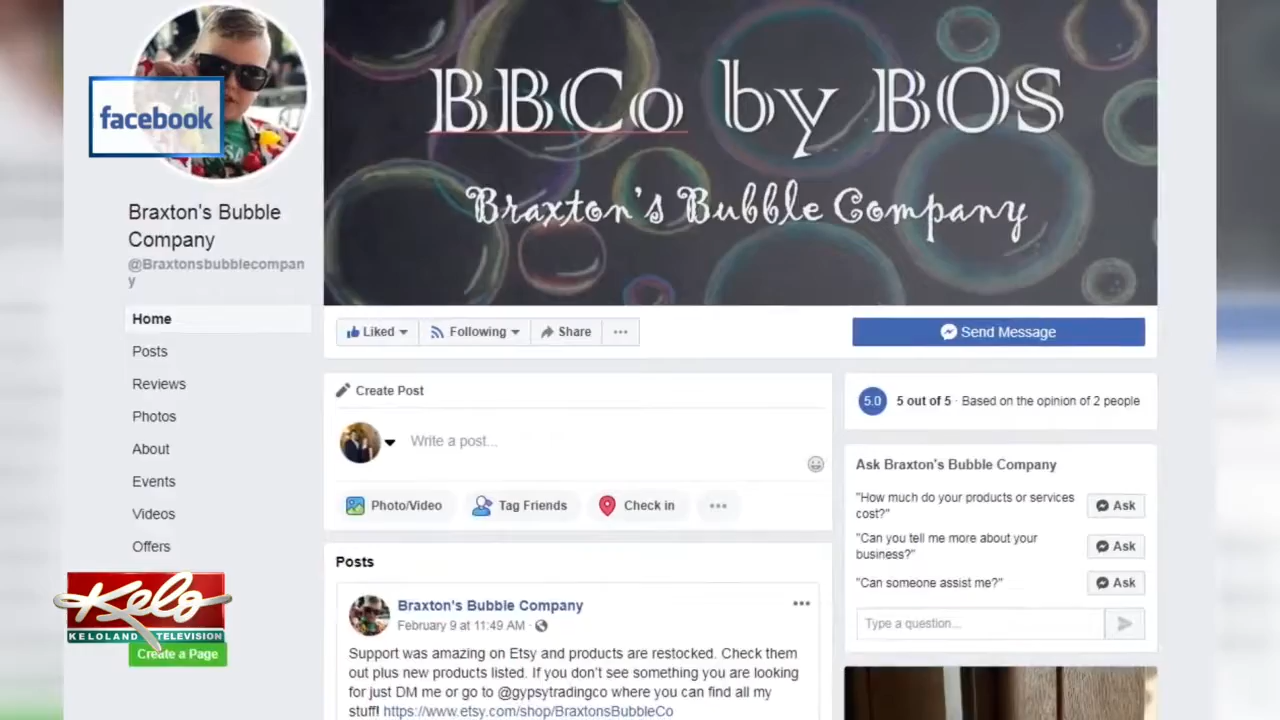 facebook
Braxton's Bubble
Company
@Braxtonsbubblecompan
y
Home
Posts
Reviews
Photos
About
Events
Videos
Offers
Kelo
KELOLAND TELEVISION
Create a Page
BBCo by BOS
Braxton's Bubble Company
Liked
Following
Share
Send Message
Create Post
Write a post...
Photo/Video
Tag Friends
Check in
Posts
Braxton's Bubble Company
February 9 at 11:49 AM ·
Support was amazing on Etsy and products are restocked. Check them
out plus new products listed. If you don't see something you are looking
for just DM me or go to @gypsytradingco where you can find all my
stuff! https://www.etsy.com/shop/BraxtonsBubbleCo
5.0 5 out of 5 · Based on the opinion of 2 people
Ask Braxton's Bubble Company
"How much do your products or services
cost?"
Ask
"Can you tell me more about your
business?"
Ask
"Can someone assist me?"
Ask
Type a question...